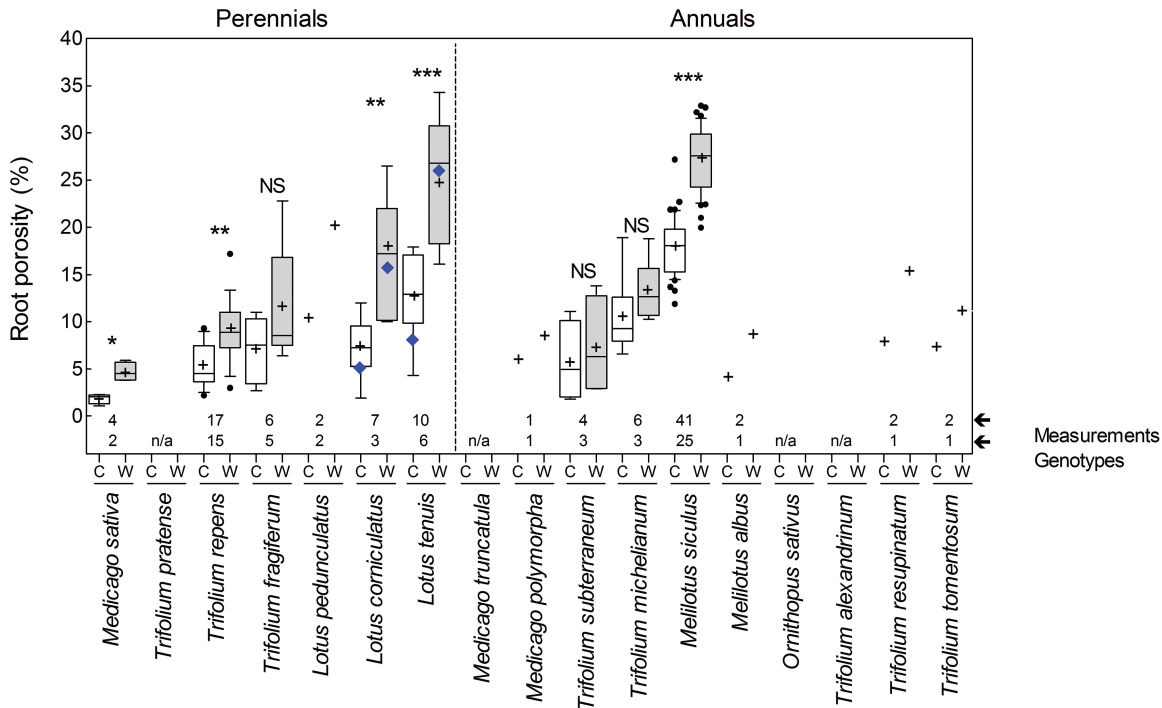 Perennials Annuals
Root porosity (%)
40
35
30
25
20
15
10
5
0
* ** NS ** *** NS NS ***
4 17 6 2 7 10 1 4 6 41 2 2 2
2 n/a 15 5 2 3 6 n/a 1 3 3 25 1 n/a n/a 1 1
Measurements
Genotypes
C W C W C W C W C W C W C W C W C W C W C W C W C W C W C W C W C W
Medicago sativa
Trifolium pratense
Trifolium repens
Trifolium fragiferum
Lotus pedunculatus
Lotus corniculatus
Lotus tenuis
Medicago truncatula
Medicago polymorpha
Trifolium subterraneum
Trifolium michelianum
Melilotus siculus
Melilotus albus
Ornithopus sativus
Trifolium alexandrinum
Trifolium resupinatum
Trifolium tomentosum